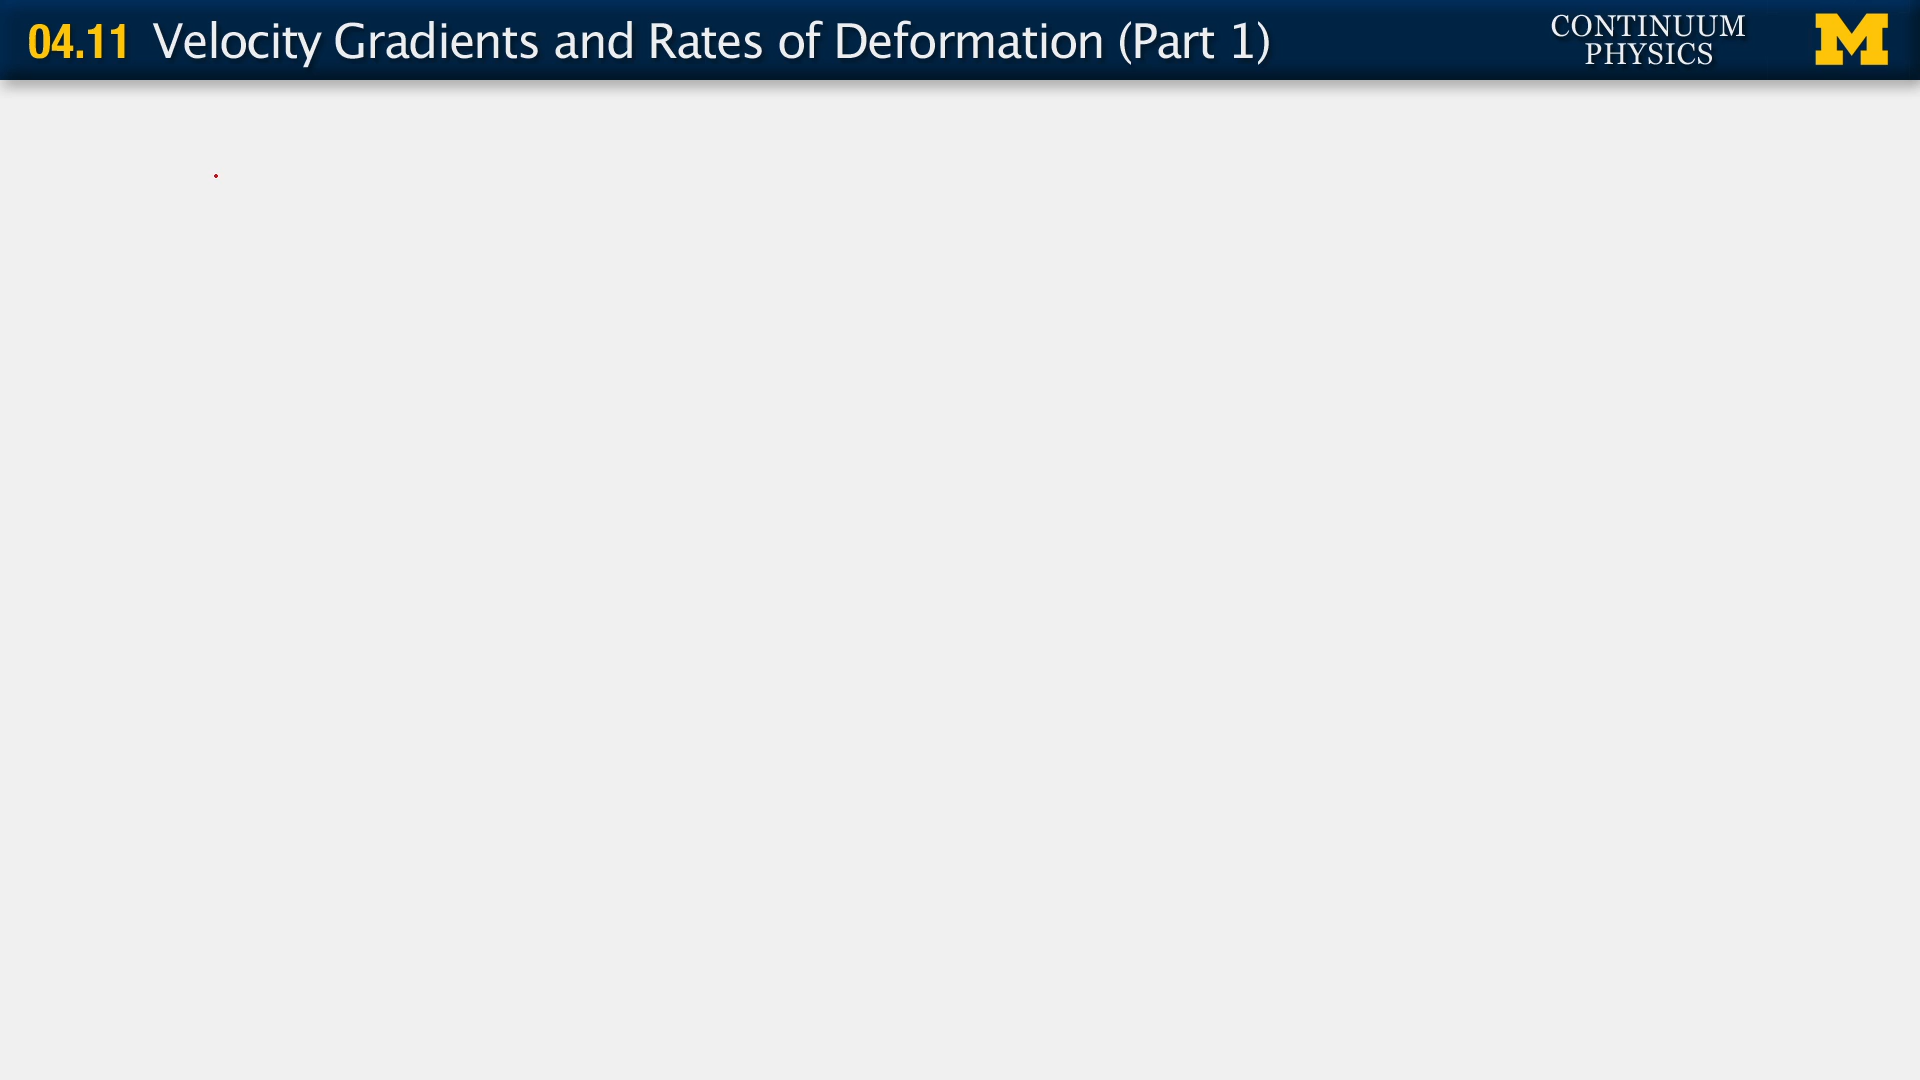 04.11 Velocity Gradients and Rates of Deformation (Part 1)
CONTINUUM
PHYSICS
M